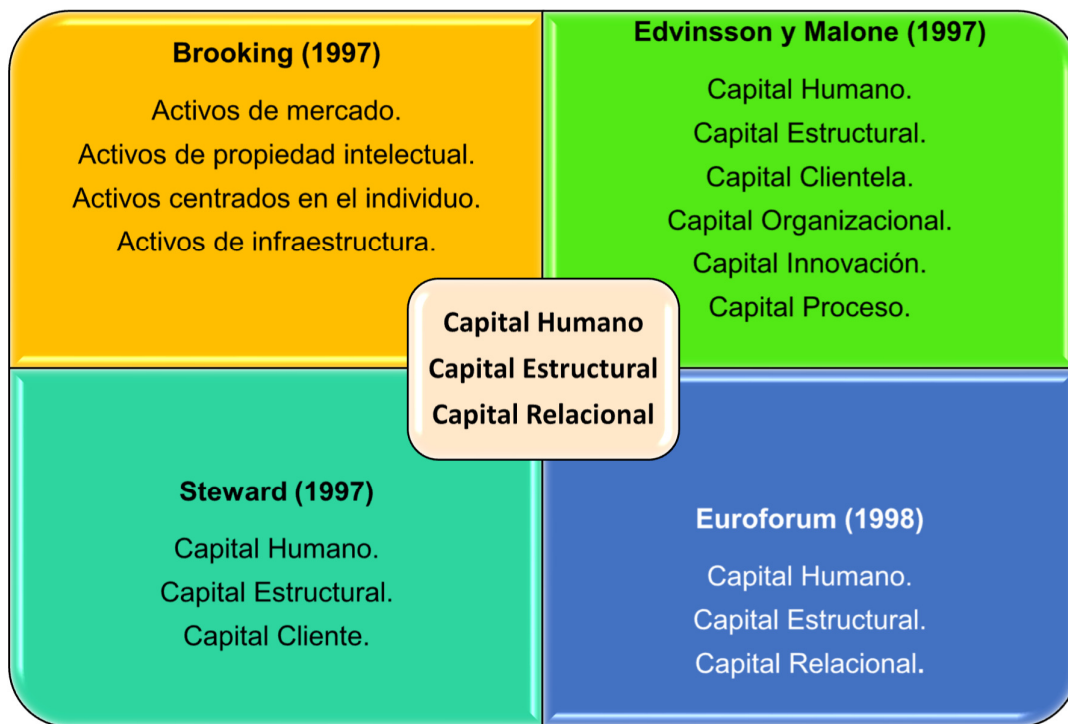 Brooking (1997)
Activos de mercado.
Activos de propiedad intelectual.
Activos centrados en el individuo.
Activos de infraestructura.
Edvinsson y Malone (1997)
Capital Humano.
Capital Estructural.
Capital Clientela.
Capital Organizacional.
Capital Innovación.
Capital Proceso.
Capital Humano
Capital Estructural
Capital Relacional
Steward (1997)
Capital Humano.
Capital Estructural.
Capital Cliente.
Euroforum (1998)
Capital Humano.
Capital Estructural.
Capital Relacional.